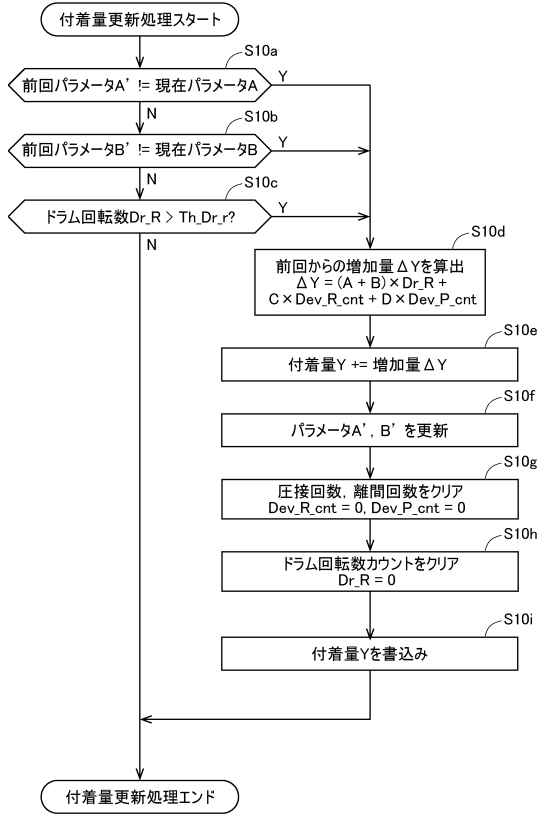 付着量更新処理スタート
S10a
前回パラメータA’ != 現在パラメータA
Y
N
S10b
前回パラメータB’ != 現在パラメータB
Y
N
S10c
ドラム回転数Dr_R > Th_Dr_r?
Y
N
S10d
前回からの増加量ΔYを算出
ΔY = (A + B)×Dr_R +
C×Dev_R_cnt + D×Dev_P_cnt
S10e
付着量Y += 増加量ΔY
S10f
パラメータA’, B’ を更新
S10g
圧接回数, 離間回数をクリア
Dev_R_cnt = 0, Dev_P_cnt = 0
S10h
ドラム回転数カウントをクリア
Dr_R = 0
S10i
付着量Yを書込み
付着量更新処理エンド